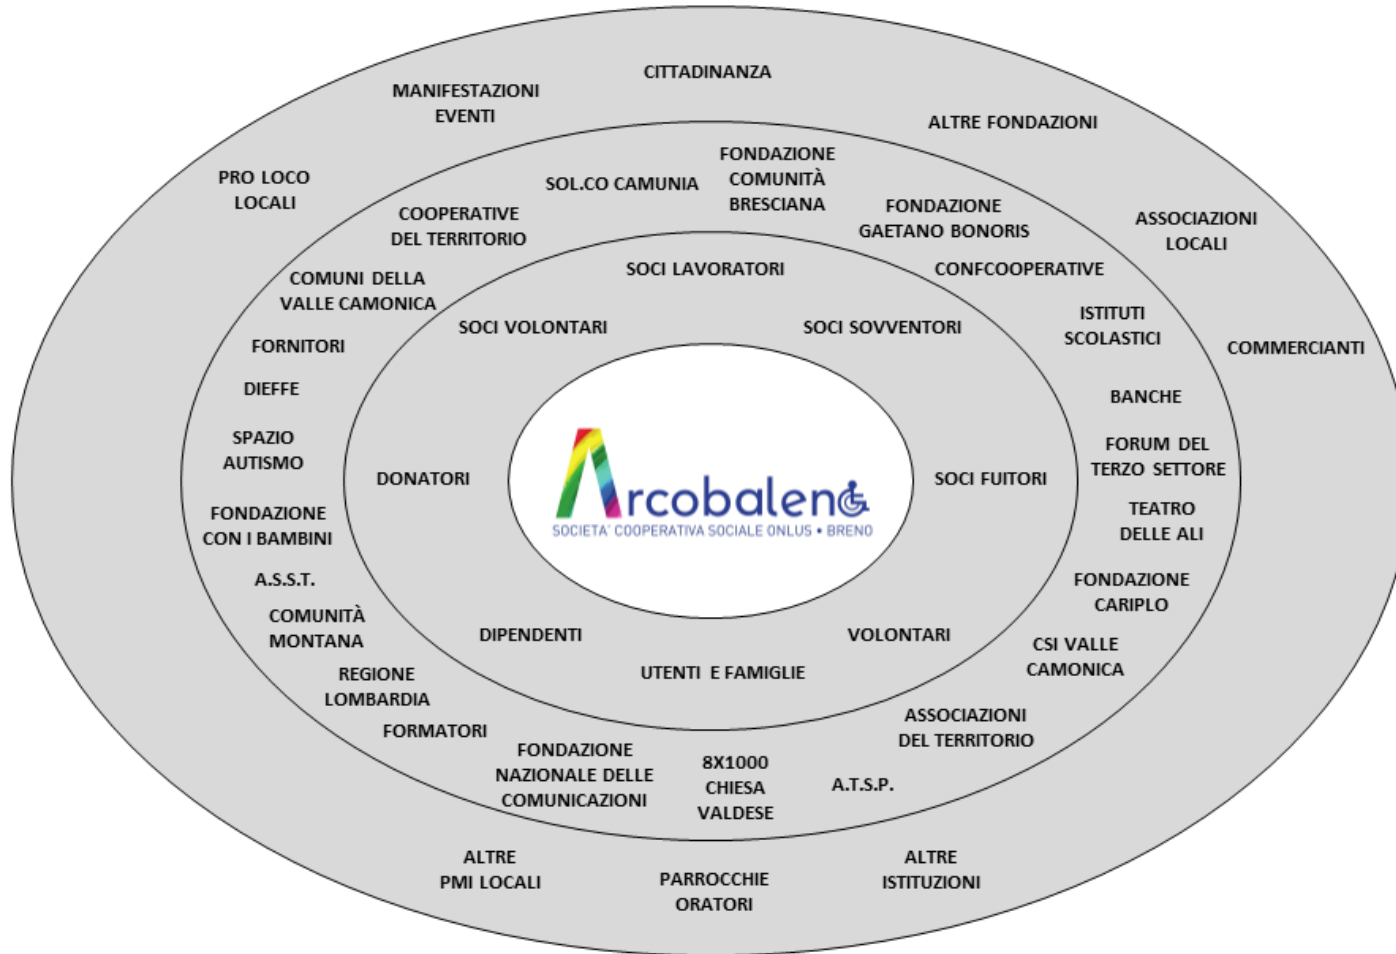 CITTADINANZA
MANIFESTAZIONI
EVENTI
ALTRE FONDAZIONI
PRO LOCO
LOCALI
ASSOCIAZIONI
LOCALI
COMMERCIANTI
FONDAZIONE
COMUNITÀ
BRESCIANA
SOL.CO CAMUNIA
COOPERATIVE
DEL TERRITORIO
FONDAZIONE
GAETANO BONORIS
COMUNI DELLA
VALLE CAMONICA
CONFCOOPERATIVE
ISTITUTI
SCOLASTICI
FORNITORI
DIEFFE
BANCHE
SPAZIO
AUTISMO
FORUM DEL
TERZO SETTORE
FONDAZIONE
CON I BAMBINI
TEATRO
DELLE ALI
A.S.S.T.
FONDAZIONE
CARIPLO
COMUNITÀ
MONTANA
CSI VALLE
CAMONICA
REGIONE
LOMBARDIA
FORMATORI
ASSOCIAZIONI
DEL TERRITORIO
FONDAZIONE
NAZIONALE DELLE
COMUNICAZIONI
8X1000
CHIESA
VALDESE
A.T.S.P.
SOCI LAVORATORI
SOCI VOLONTARI
SOCI SOVVENTORI
DONATORI
SOCI FUITORI
DIPENDENTI
VOLONTARI
UTENTI E FAMIGLIE
Arcobaleno
SOCIETA' COOPERATIVA SOCIALE ONLUS • BRENO
ALTRE
PMI LOCALI
PARROCCHIE
ORATORI
ALTRE
ISTITUZIONI